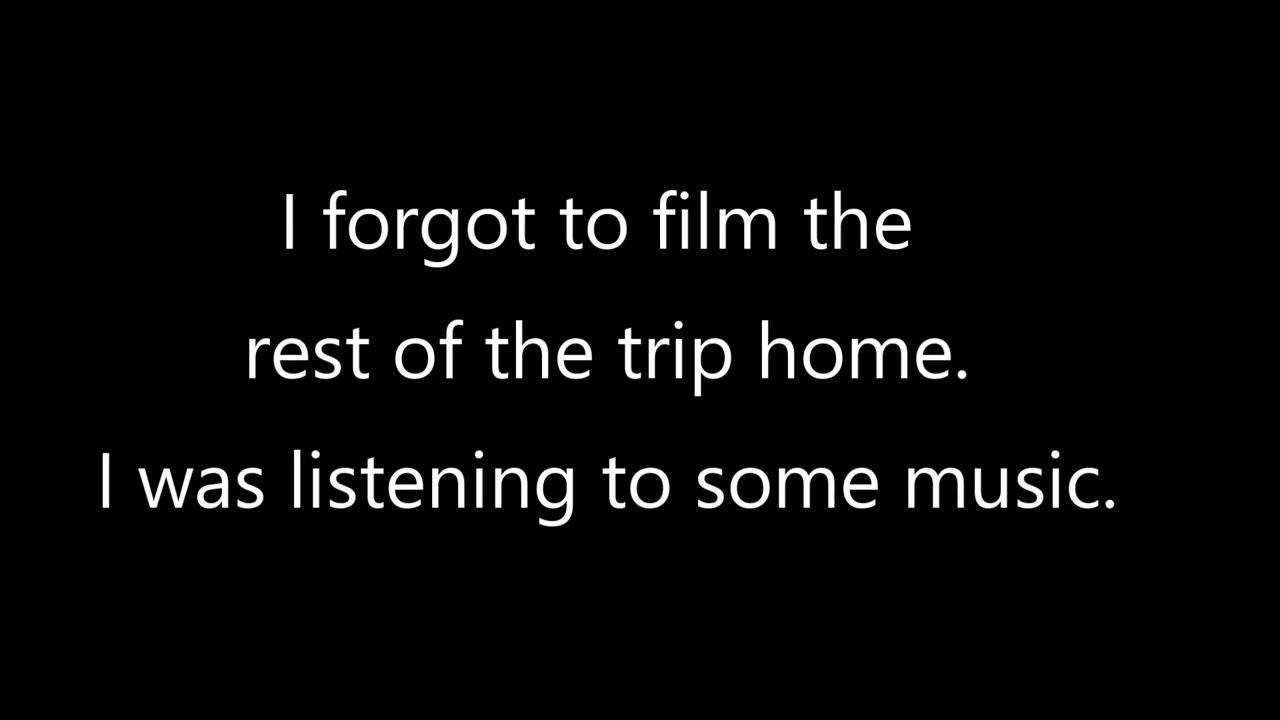 I forgot to film the
rest of the trip home.
I was listening to some music.